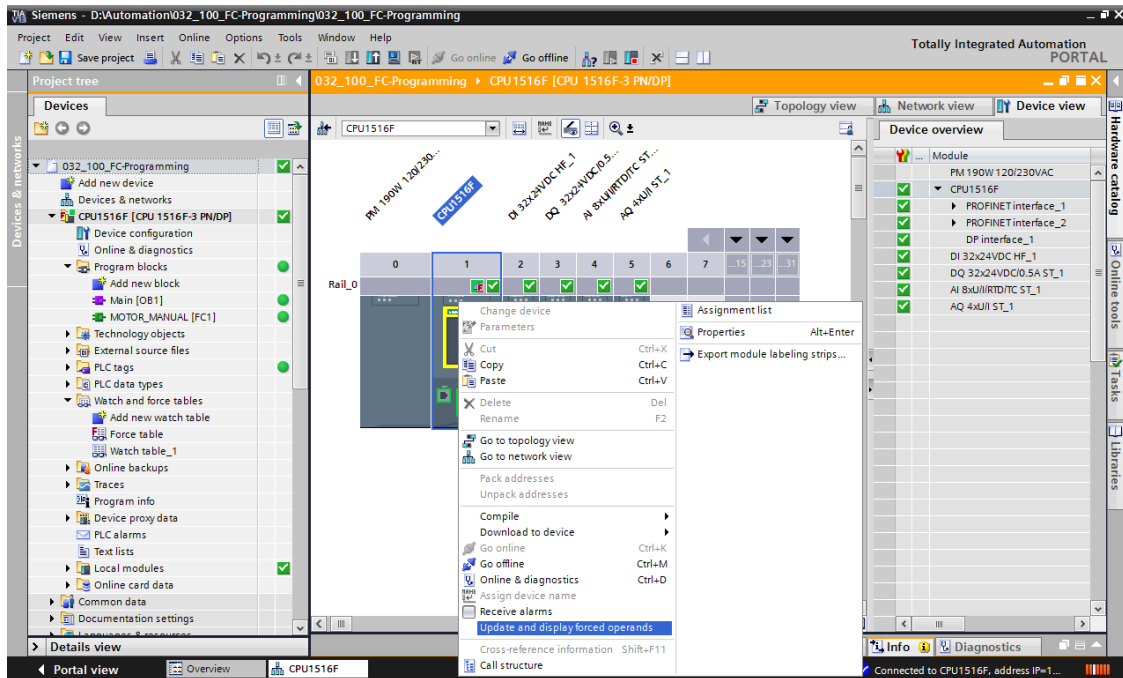 Siemens - D:\Automation\032_100_FC-Programming\032_100_FC-Programming
Project Edit View Insert Online Options Tools Window Help
Totally Integrated Automation
PORTAL
Save project Go online Go offline
Project tree
032_100_FC-Programming CPU1516F [CPU 1516F-3 PN/DP]
Devices
Topology view Network view Device view
CPU1516F
Device overview
Devices & networks
032_100_FC-Programming
Add new device
Devices & networks
CPU1516F [CPU 1516F-3 PN/DP]
Device configuration
Online & diagnostics
Program blocks
Add new block
Main [OB1]
MOTOR_MANUAL [FC1]
Technology objects
External source files
PLC tags
PLC data types
Watch and force tables
Add new watch table
Force table
Watch table_1
Online backups
Traces
Program info
Device proxy data
PLC alarms
Text lists
Local modules
Online card data
Common data
Documentation settings
Languages & resources
Details view
PM 190W 120/230...
CPU1516F
DI 32x24VDC HF_1
DQ 32x24VDC/0.5...
AI 8xU/I/RTD/TC ST...
AQ 4xU/I ST_1
0 1 2 3 4 5 6 7 ...15 ...23 ...31
Rail_0
Change device
Parameters
Cut Ctrl+X
Copy Ctrl+C
Paste Ctrl+V
Delete Del
Rename F2
Go to topology view
Go to network view
Pack addresses
Unpack addresses
Compile
Download to device
Go online Ctrl+K
Go offline Ctrl+M
Online & diagnostics Ctrl+D
Assign device name
Receive alarms
Update and display forced operands
Cross-reference information Shift+F11
Call structure
Assignment list
Properties Alt+Enter
Export module labeling strips...
... Module
PM 190W 120/230VAC
CPU1516F
PROFINET interface_1
PROFINET interface_2
DP interface_1
DI 32x24VDC HF_1
DQ 32x24VDC/0.5A ST_1
AI 8xU/I/RTD/TC ST_1
AQ 4xU/I ST_1
Hardware catalog
Online tools
Tasks
Libraries
Info Diagnostics
Portal view Overview CPU1516F
Connected to CPU1516F, address IP=1...